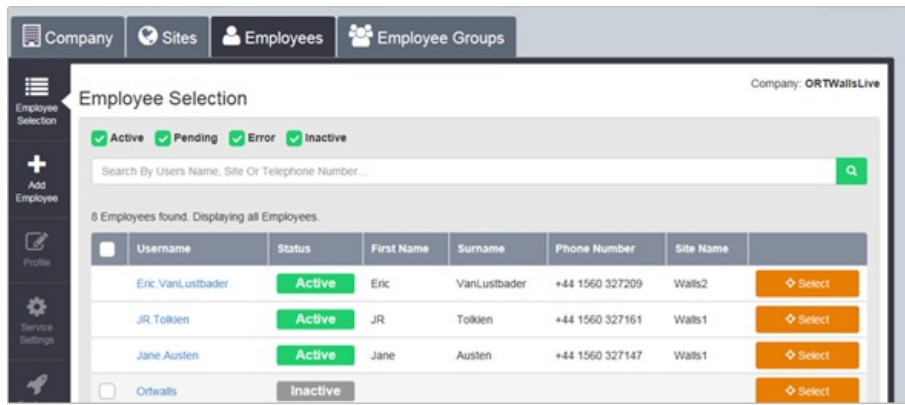 Company Sites Employees Employee Groups
Company: ORTWallsLive
Employee Selection
Employee
Selection
Active Pending Error Inactive
Search By Users Name, Site Or Telephone Number...
Add
Employee
8 Employees found. Displaying all Employees.
Username Status First Name Surname Phone Number Site Name
Profile
Eric.VanLustbader Active Eric VanLustbader +44 1560 327209 Walls2 Select
Service
Settings
JR.Tolkien Active JR Tolkien +44 1560 327161 Walls1 Select
Jane.Austen Active Jane Austen +44 1560 327147 Walls1 Select
Ortwalls Inactive Select